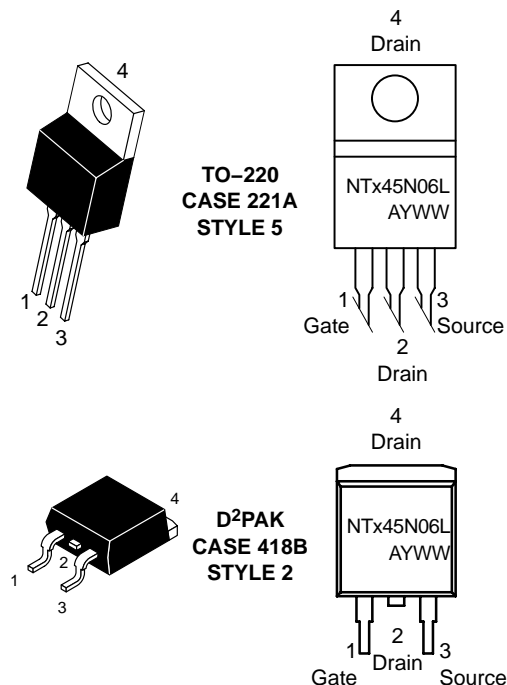 4
Drain
4
TO−220
CASE 221A
STYLE 5
NTx45N06L
AYWW
1
2
3
1
Gate
3
Source
2
Drain
4
Drain
4
D2PAK
CASE 418B
STYLE 2
NTx45N06L
AYWW
1
2
3
1
Gate
2
Drain
3
Source